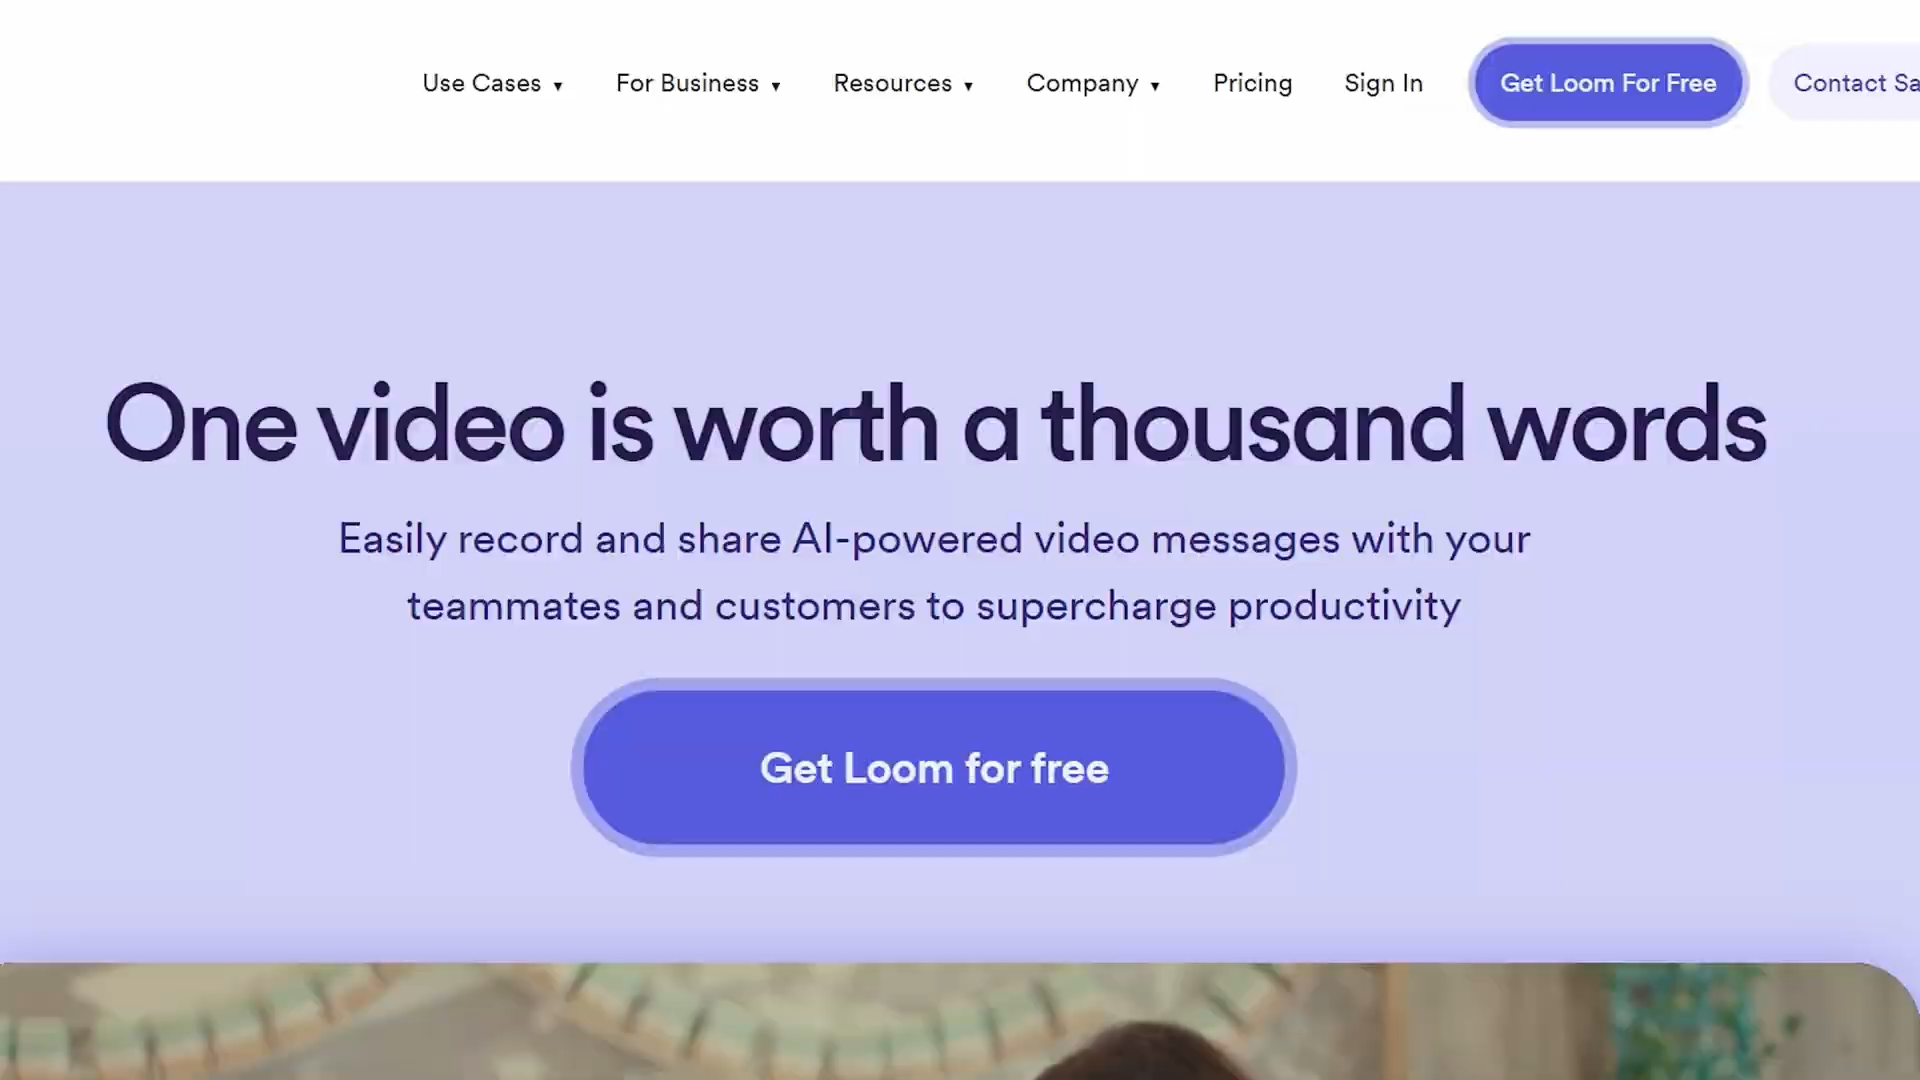 Use Cases ▾ For Business ▾ Resources ▾ Company ▾ Pricing Sign In Get Loom For Free Contact Sa
One video is worth a thousand words
Easily record and share AI-powered video messages with your
teammates and customers to supercharge productivity
Get Loom for free